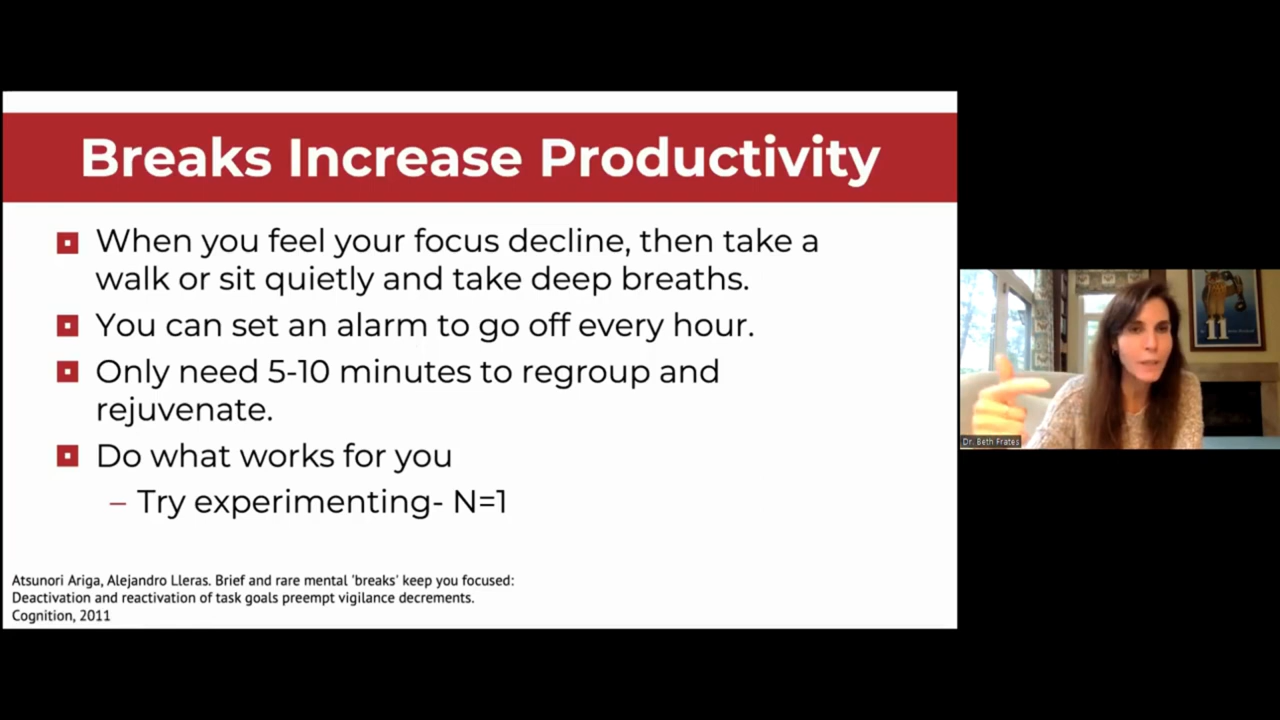 Breaks Increase Productivity
When you feel your focus decline, then take a
walk or sit quietly and take deep breaths.
You can set an alarm to go off every hour.
Only need 5-10 minutes to regroup and
rejuvenate.
Do what works for you
– Try experimenting- N=1
Atsunori Ariga, Alejandro Lleras. Brief and rare mental 'breaks' keep you focused:
Deactivation and reactivation of task goals preempt vigilance decrements.
Cognition, 2011
11
Dr. Beth Frates